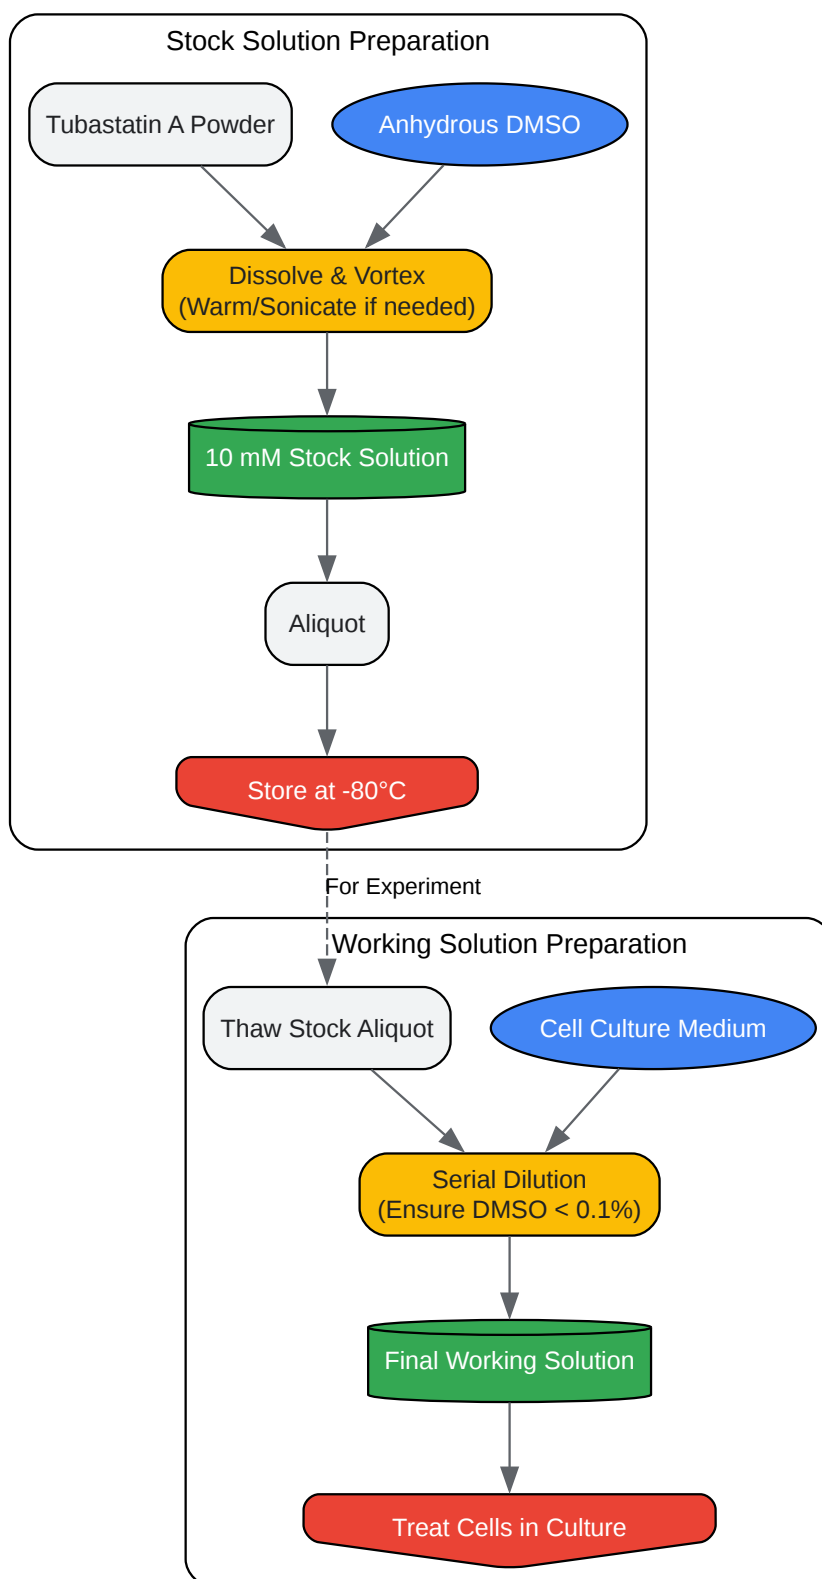 Stock Solution Preparation
Tubastatin A Powder
Anhydrous DMSO
Dissolve & Vortex
(Warm/Sonicate if needed)
10 mM Stock Solution
Aliquot
Store at -80°C
For Experiment
Working Solution Preparation
Thaw Stock Aliquot
Cell Culture Medium
Serial Dilution
(Ensure DMSO < 0.1%)
Final Working Solution
Treat Cells in Culture